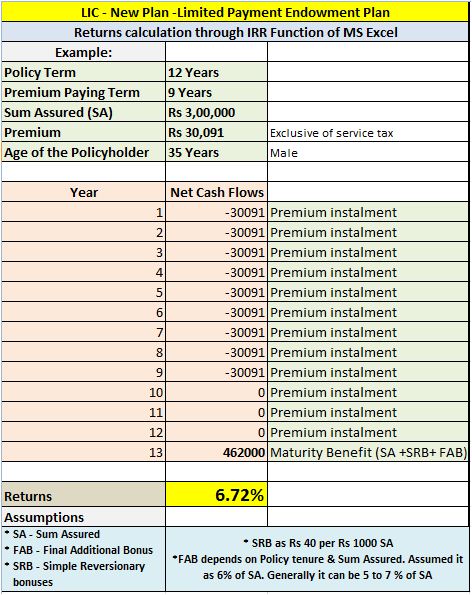 LIC - New Plan -Limited Payment Endowment Plan
Returns calculation through IRR Function of MS Excel
Example:
Policy Term 12 Years
Premium Paying Term 9 Years
Sum Assured (SA) Rs 3,00,000
Premium Rs 30,091 Exclusive of service tax
Age of the Policyholder 35 Years Male
Year Net Cash Flows
1 -30091 Premium instalment
2 -30091 Premium instalment
3 -30091 Premium instalment
4 -30091 Premium instalment
5 -30091 Premium instalment
6 -30091 Premium instalment
7 -30091 Premium instalment
8 -30091 Premium instalment
9 -30091 Premium instalment
10 0 Premium instalment
11 0 Premium instalment
12 0 Premium instalment
13 462000 Maturity Benefit (SA +SRB+ FAB)
Returns 6.72%
Assumptions
* SA - Sum Assured
* FAB - Final Additional Bonus
* SRB - Simple Reversionary
bonuses
* SRB as Rs 40 per Rs 1000 SA
*FAB depends on Policy tenure & Sum Assured. Assumed it
as 6% of SA. Generally it can be 5 to 7 % of SA